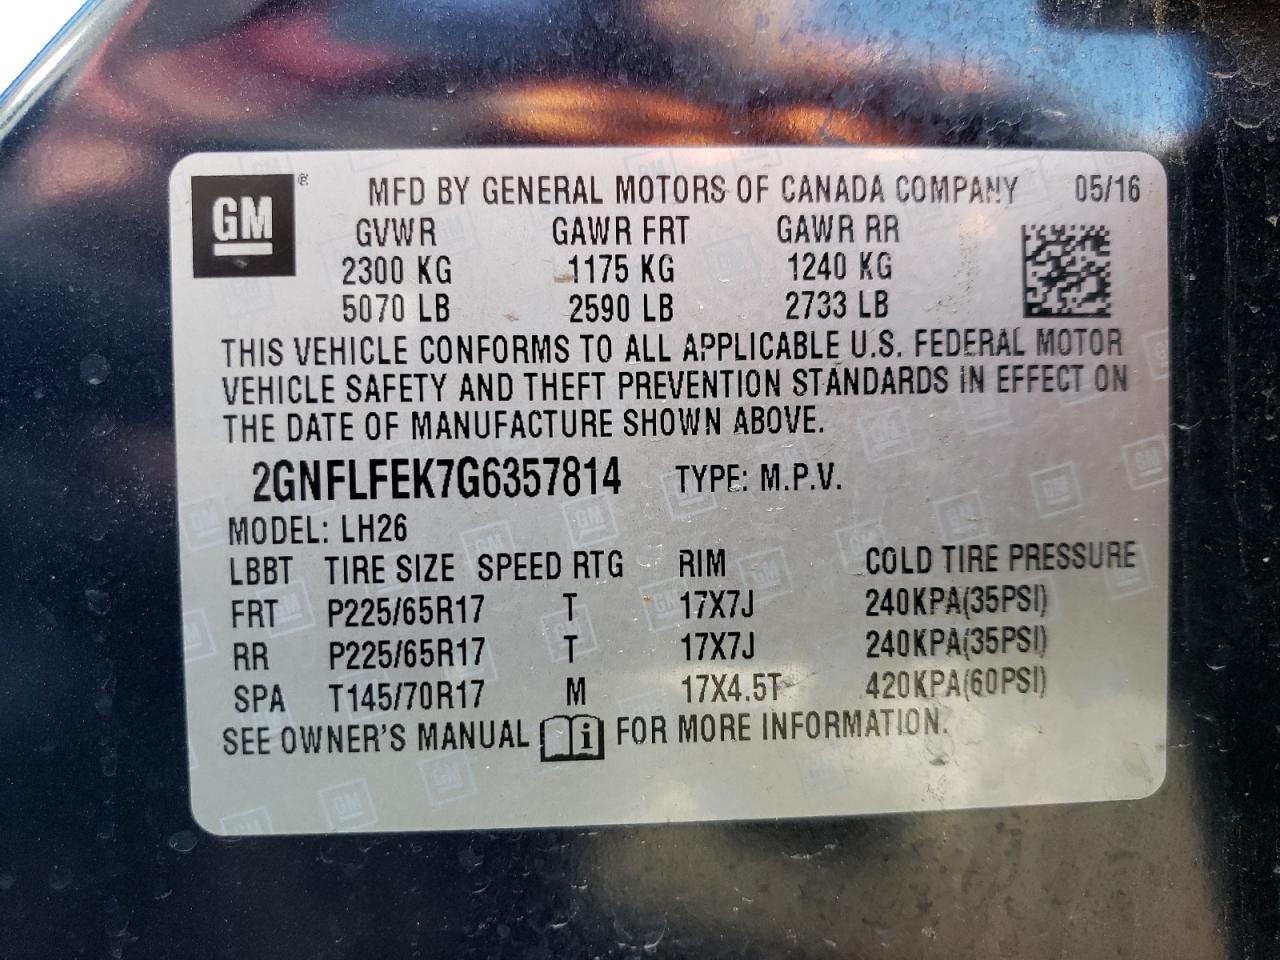 GM ® MFD BY GENERAL MOTORS OF CANADA COMPANY 05/16
GVWR GAWR FRT GAWR RR
2300 KG 1175 KG 1240 KG
5070 LB 2590 LB 2733 LB
THIS VEHICLE CONFORMS TO ALL APPLICABLE U.S. FEDERAL MOTOR
VEHICLE SAFETY AND THEFT PREVENTION STANDARDS IN EFFECT ON
THE DATE OF MANUFACTURE SHOWN ABOVE.
2GNFLFEK7G6357814 TYPE: M.P.V.
MODEL: LH26
LBBT TIRE SIZE SPEED RTG RIM COLD TIRE PRESSURE
FRT P225/65R17 T 17X7J 240KPA(35PSI)
RR P225/65R17 T 17X7J 240KPA(35PSI)
SPA T145/70R17 M 17X4.5T 420KPA(60PSI)
SEE OWNER'S MANUAL i FOR MORE INFORMATION.